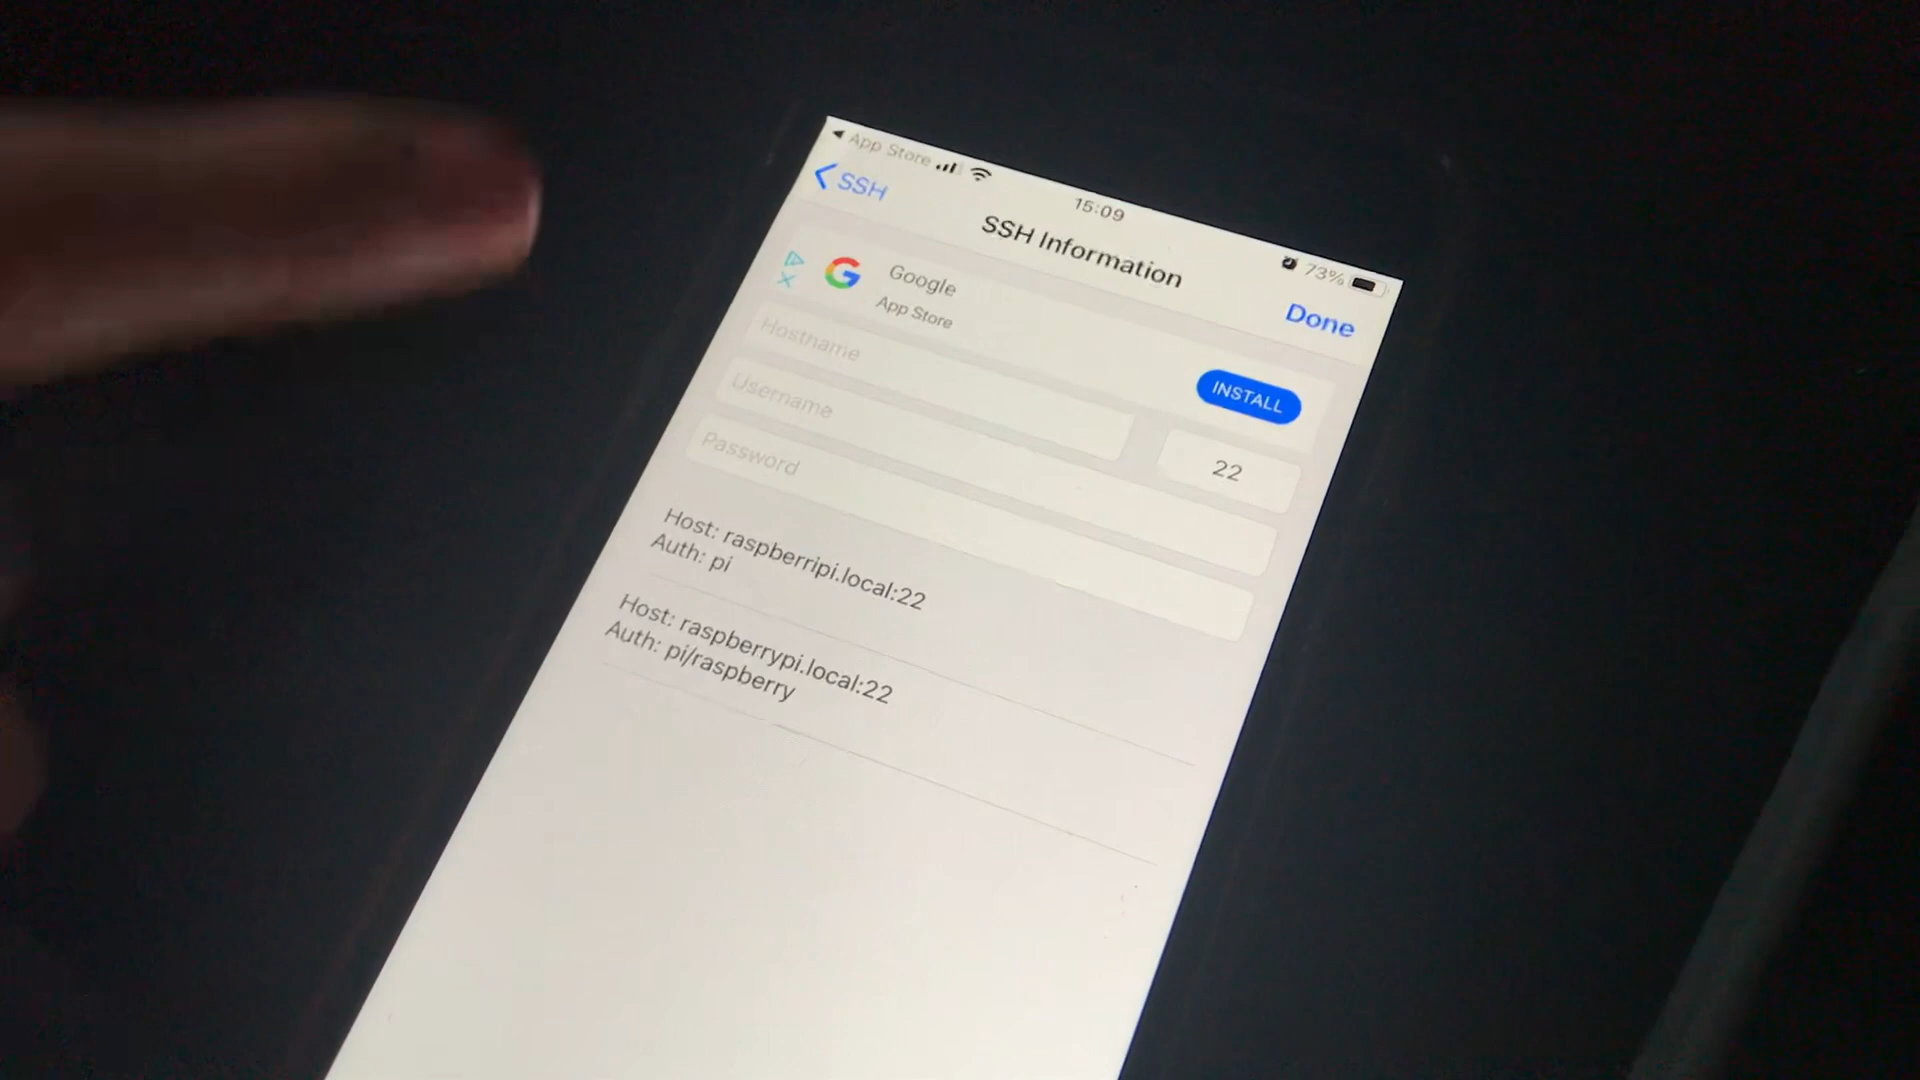 App Store
15:09
73%
SSH
SSH Information
Done
Google
App Store
INSTALL
Hostname
22
Username
Password
Host: raspberripi.local:22
Auth: pi
Host: raspberrypi.local:22
Auth: pi/raspberry